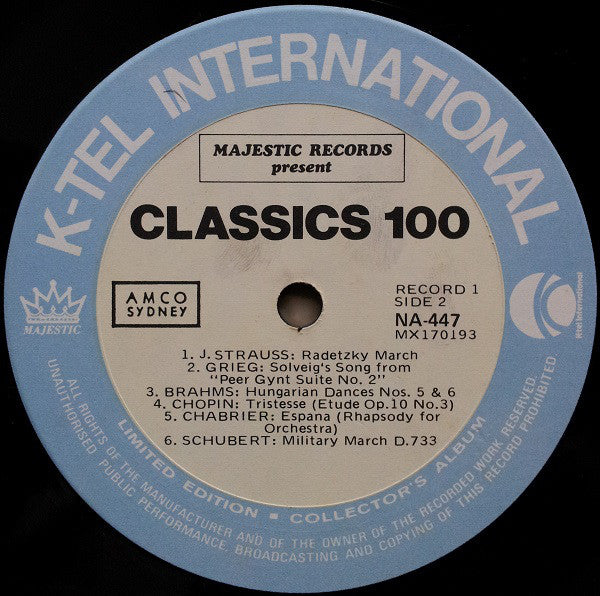 K-TEL INTERNATIONAL
MAJESTIC RECORDS
present
CLASSICS 100
AMCO
SYDNEY
RECORD 1
SIDE 2
NA-447
MX170193
MAJESTIC
K-tel International
1. J. STRAUSS: Radetzky March
2. GRIEG: Solveig's Song from
"Peer Gynt Suite No. 2"
3. BRAHMS: Hungarian Dances Nos. 5 & 6
4. CHOPIN: Tristesse (Etude Op.10 No.3)
5. CHABRIER: Espana (Rhapsody for
Orchestra)
6. SCHUBERT: Military March D.733
LIMITED EDITION ▪ COLLECTOR'S ALBUM
ALL RIGHTS OF THE MANUFACTURER AND OF THE OWNER OF THE RECORDED WORK RESERVED
UNAUTHORISED PUBLIC PERFORMANCE, BROADCASTING AND COPYING OF THIS RECORD PROHIBITED